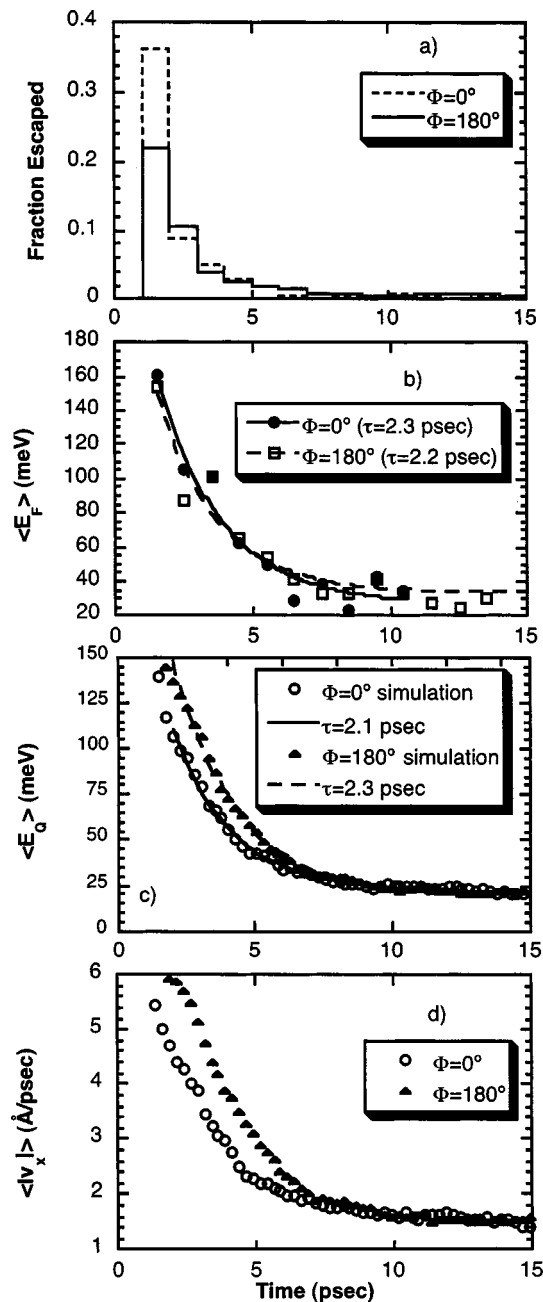 a)
0.4
0.3
0.2
0.1
0
Fraction Escaped
Φ=0°
Φ=180°
0 5 10 15
b)
160
140
120
100
80
60
40
20
<E_F> (meV)
Φ=0° (τ=2.3 psec)
Φ=180° (τ=2.2 psec)
0 5 10 15
150
125
100
75
50
25
0
<E_Q> (meV)
Φ=0° simulation
τ=2.1 psec
Φ=180° simulation
τ=2.3 psec
c)
0 5 10 15
d)
6
5
4
3
2
1
<|v_x|> (Å/psec)
Φ=0°
Φ=180°
0 5 10 15
Time (psec)